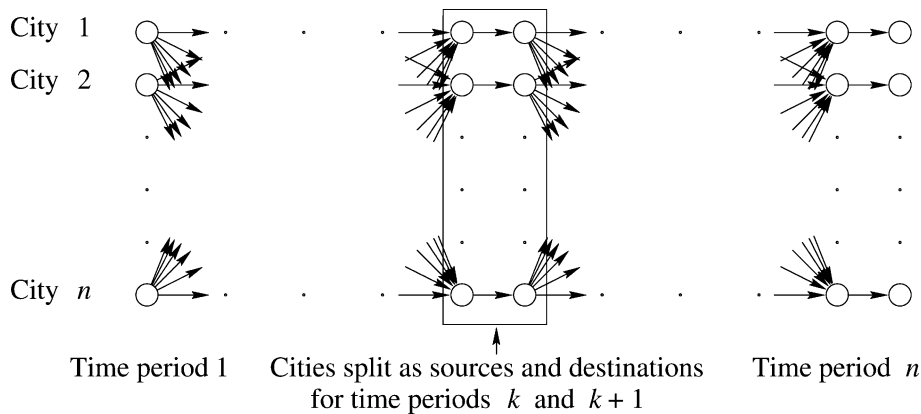 City 1
City 2
City n
Time period 1
Cities split as sources and destinations
for time periods k and k + 1
Time period n